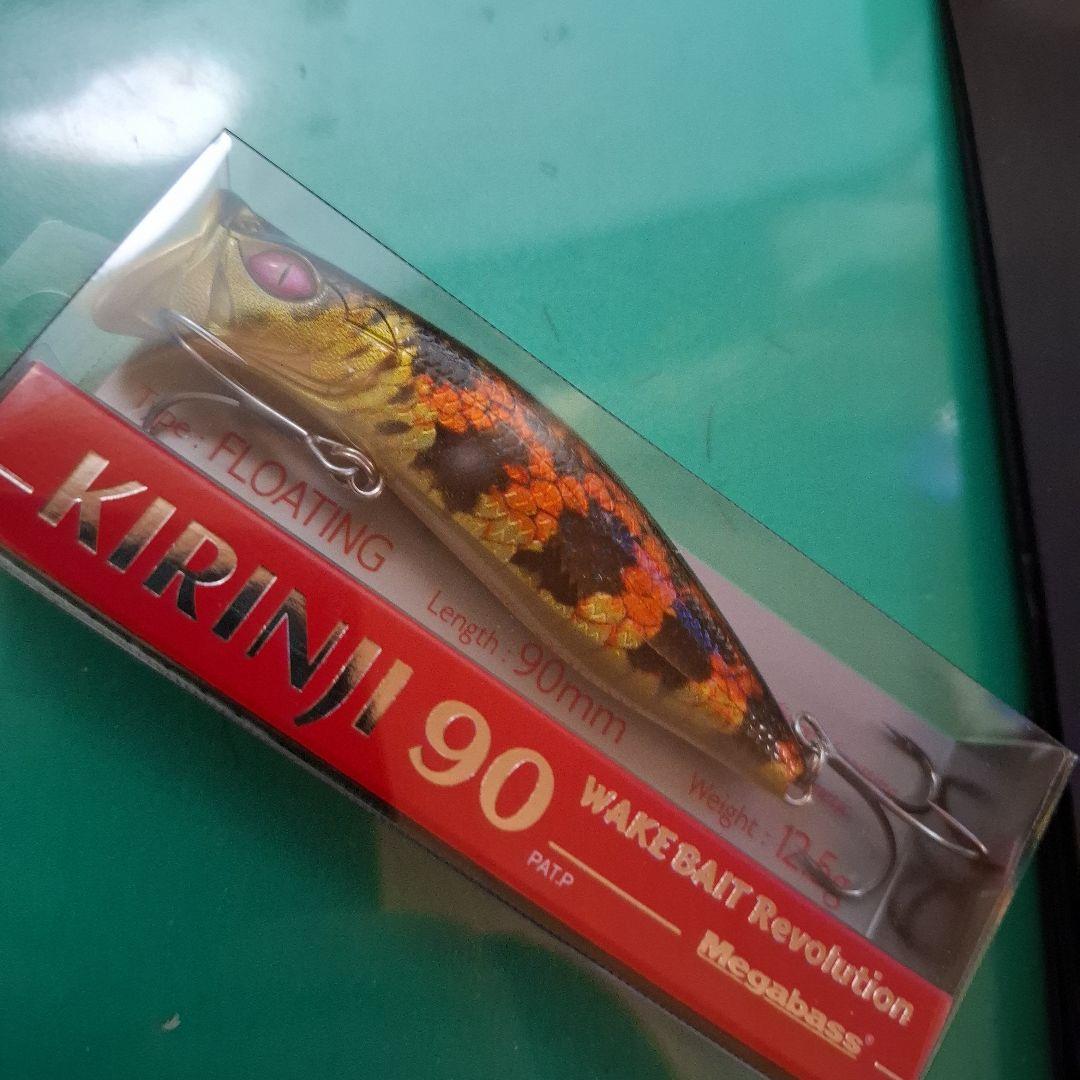 Type : FLOATING
Length : 90mm
Weight : 12.5g
KIRINJI 90
WAKE BAIT Revolution
PAT.P
Megabass®